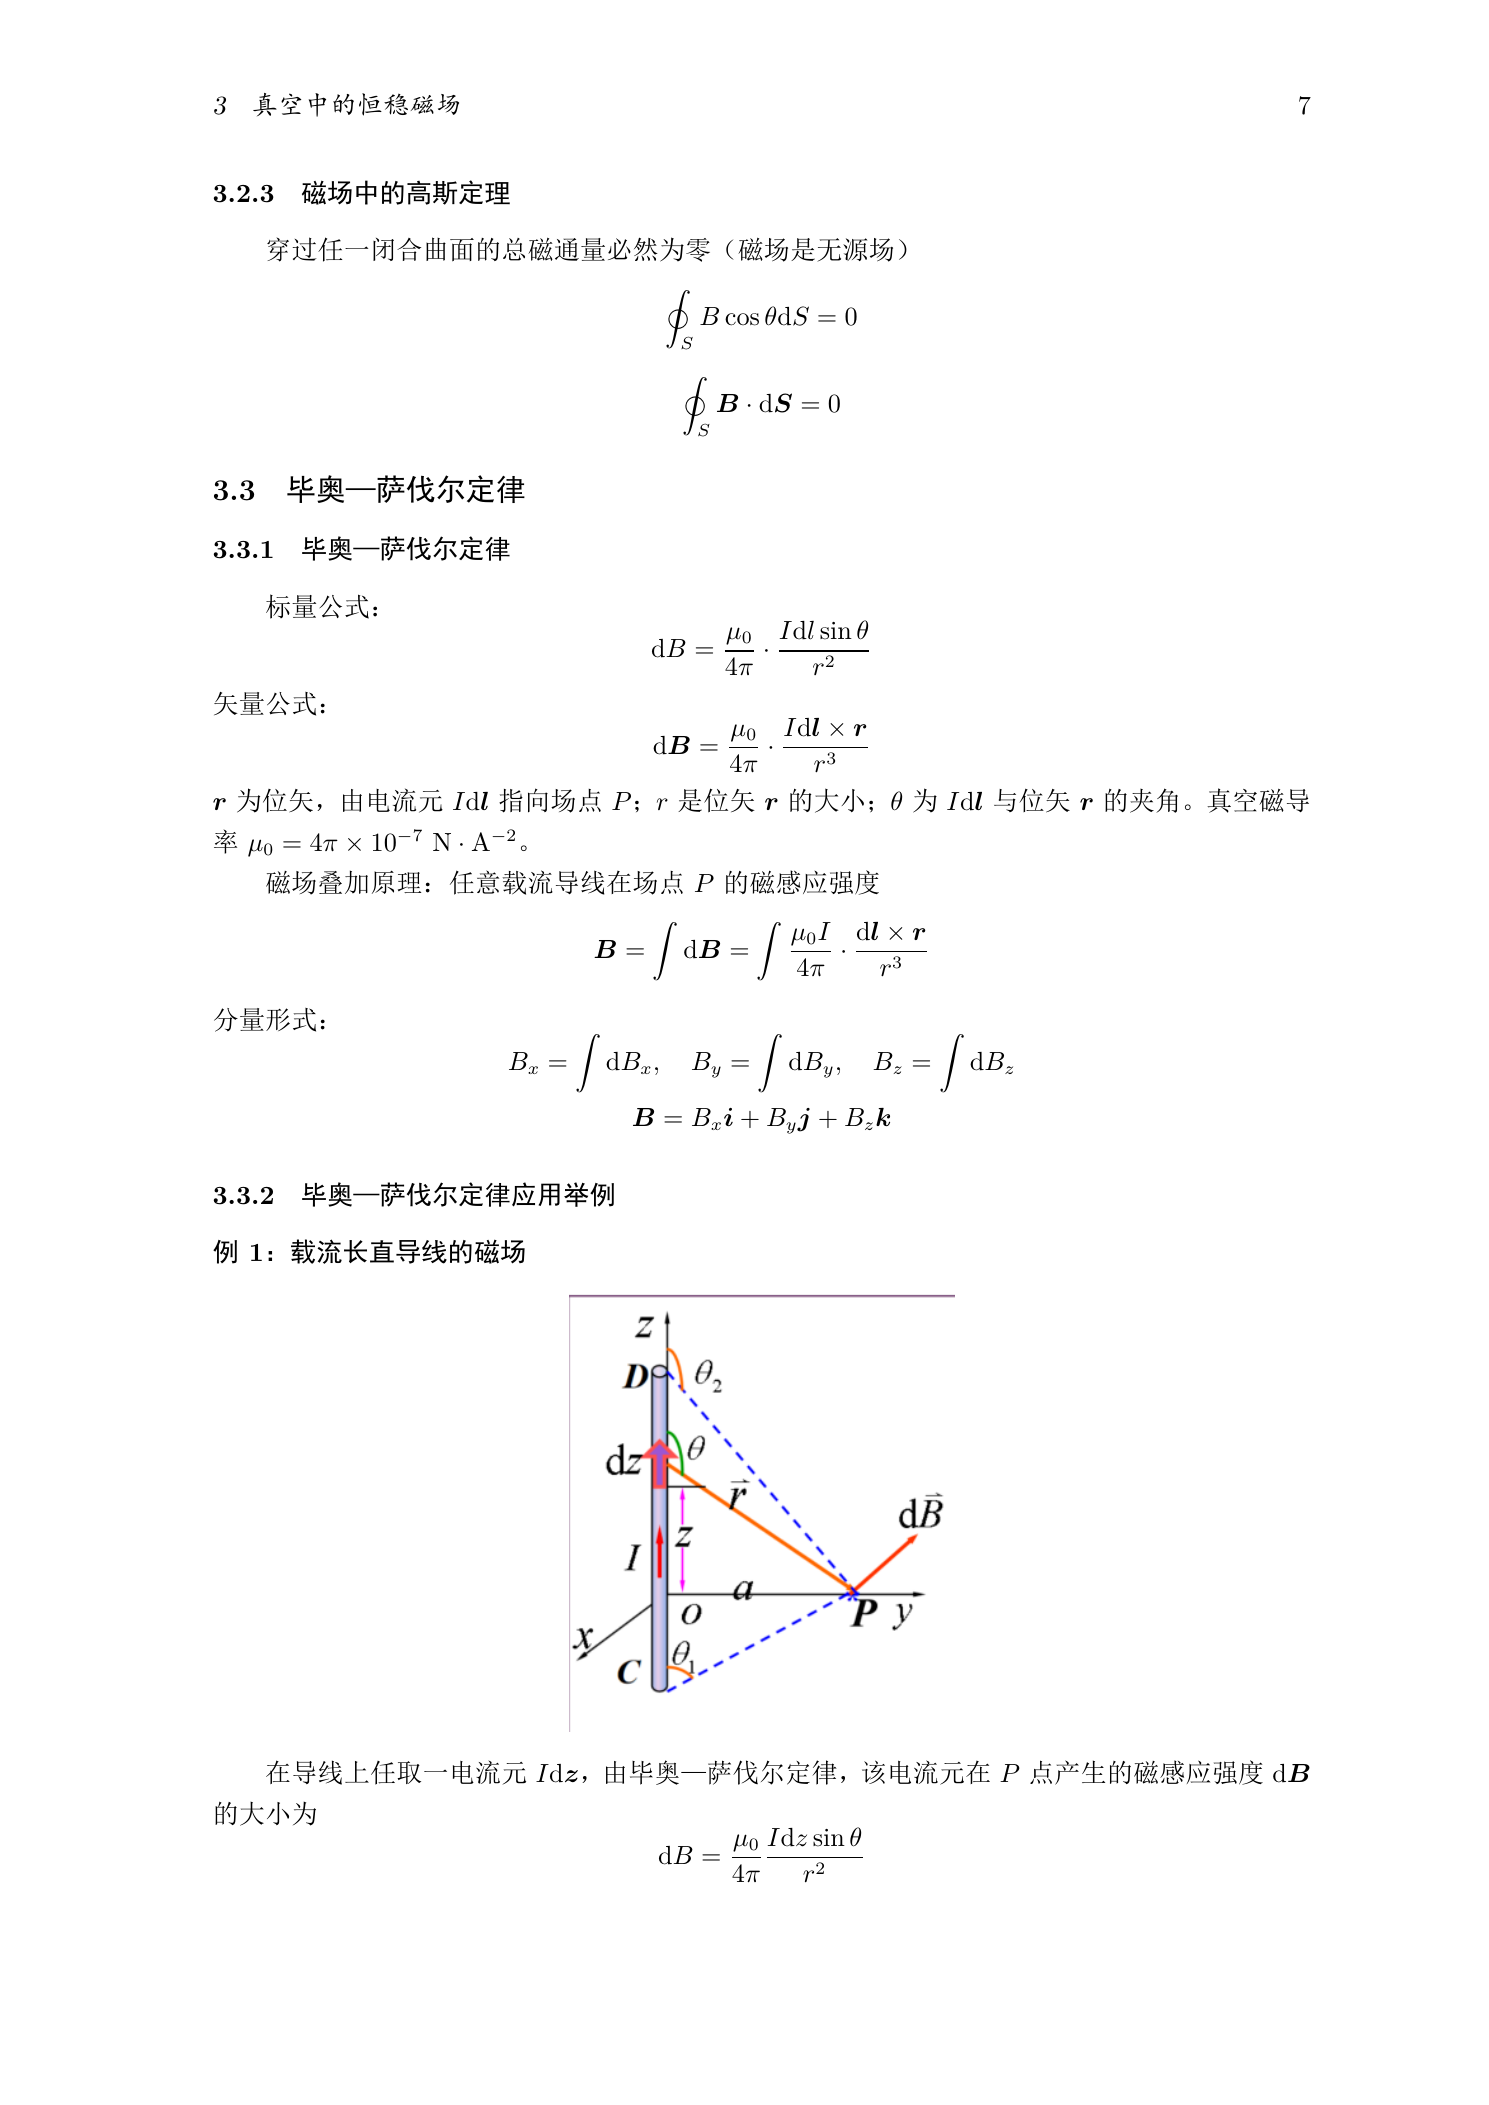 3 真空中的恒稳磁场 7
3.2.3 磁场中的高斯定理
穿过任一闭合曲面的总磁通量必然为零（磁场是无源场）
∮_S B cos θdS = 0
∮_S B · dS = 0
3.3 毕奥—萨伐尔定律
3.3.1 毕奥—萨伐尔定律
标量公式：
dB = μ₀/4π · Idl sin θ/r²
矢量公式：
dB = μ₀/4π · Idl × r/r³
r 为位矢，由电流元 Idl 指向场点 P；r 是位矢 r 的大小；θ 为 Idl 与位矢 r 的夹角。真空磁导
率 μ₀ = 4π × 10⁻⁷ N · A⁻²。
磁场叠加原理：任意载流导线在场点 P 的磁感应强度
B = ∫ dB = ∫ μ₀I/4π · dl × r/r³
分量形式：
Bₓ = ∫ dBₓ, B_y = ∫ dB_y, B_z = ∫ dB_z
B = Bₓi + B_yj + B_zk
3.3.2 毕奥—萨伐尔定律应用举例
例 1：载流长直导线的磁场
z
D θ₂
dz θ
r⃗
dB⃗
z
I
a
o P y
x
C θ₁
在导线上任取一电流元 Idz，由毕奥—萨伐尔定律，该电流元在 P 点产生的磁感应强度 dB
的大小为
dB = μ₀/4π Idz sin θ/r²